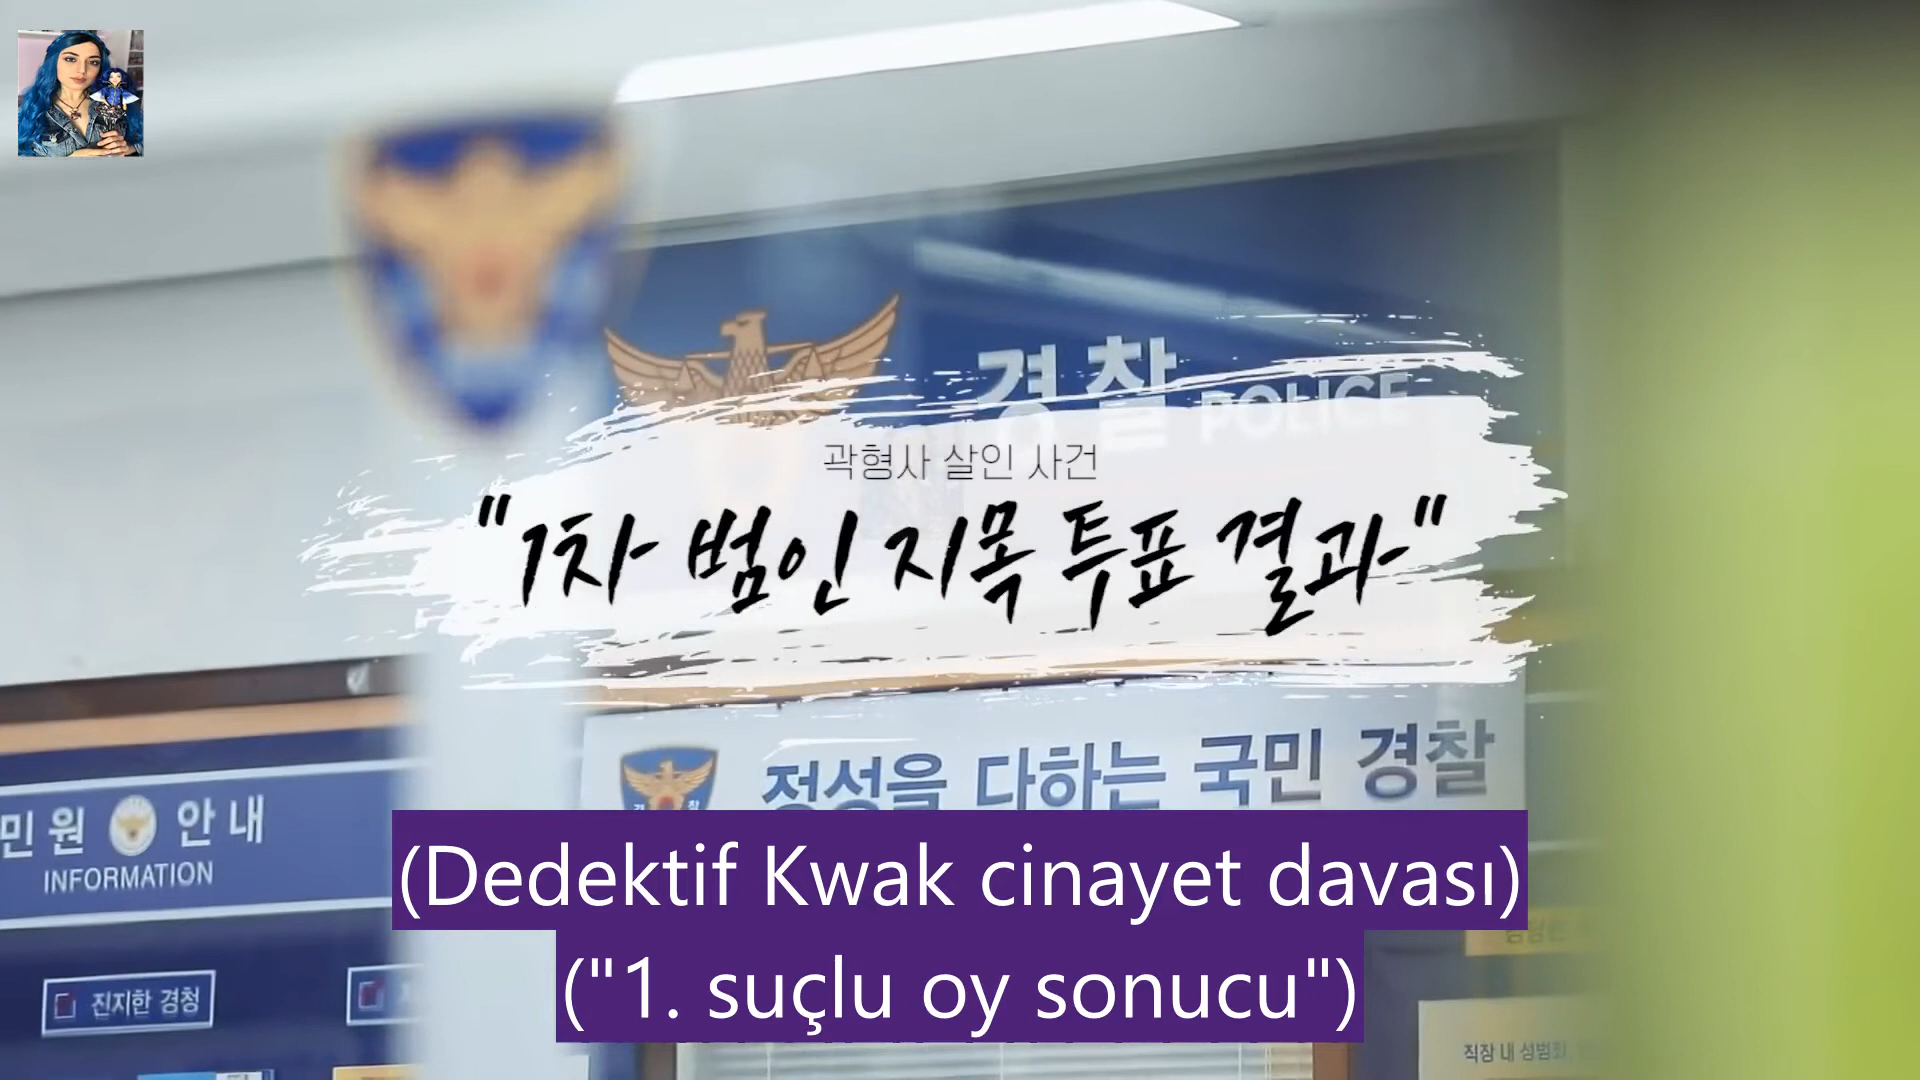 경찰 POLICE
곽형사 살인 사건
"1차 범인 지목 투표 결과"
정성을 다하는 국민 경찰
민원 안내
INFORMATION
(Dedektif Kwak cinayet davası)
("1. suçlu oy sonucu")
진지한 경청
직장 내 성범죄,